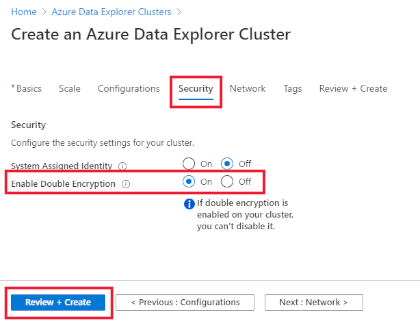 Home > Azure Data Explorer Clusters >
Create an Azure Data Explorer Cluster
* Basics Scale Configurations Security Network Tags Review + Create
Security
Configure the security settings for your cluster.
System Assigned Identity On Off
Enable Double Encryption On Off
If double encryption is
enabled on your cluster,
you can't disable it.
Review + Create < Previous : Configurations Next : Network >